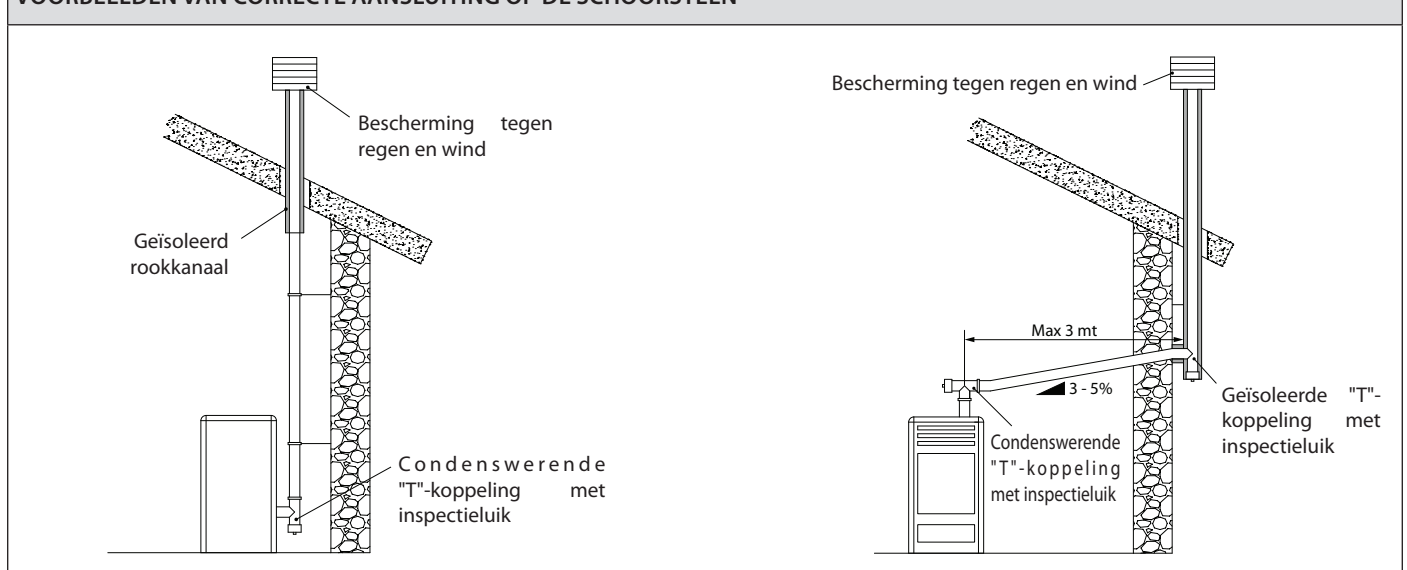 VOORBEELDEN VAN CORRECTE AANSLUITING OP DE SCHOORSTEEN
Bescherming tegen
regen en wind
Geïsoleerd
rookkanaal
Condenswerende
"T"-koppeling met
inspectieluik
Bescherming tegen regen en wind
Max 3 mt
3 - 5%
Condenswerende
"T"-koppeling
met inspectieluik
Geïsoleerde "T"-
koppeling met
inspectieluik